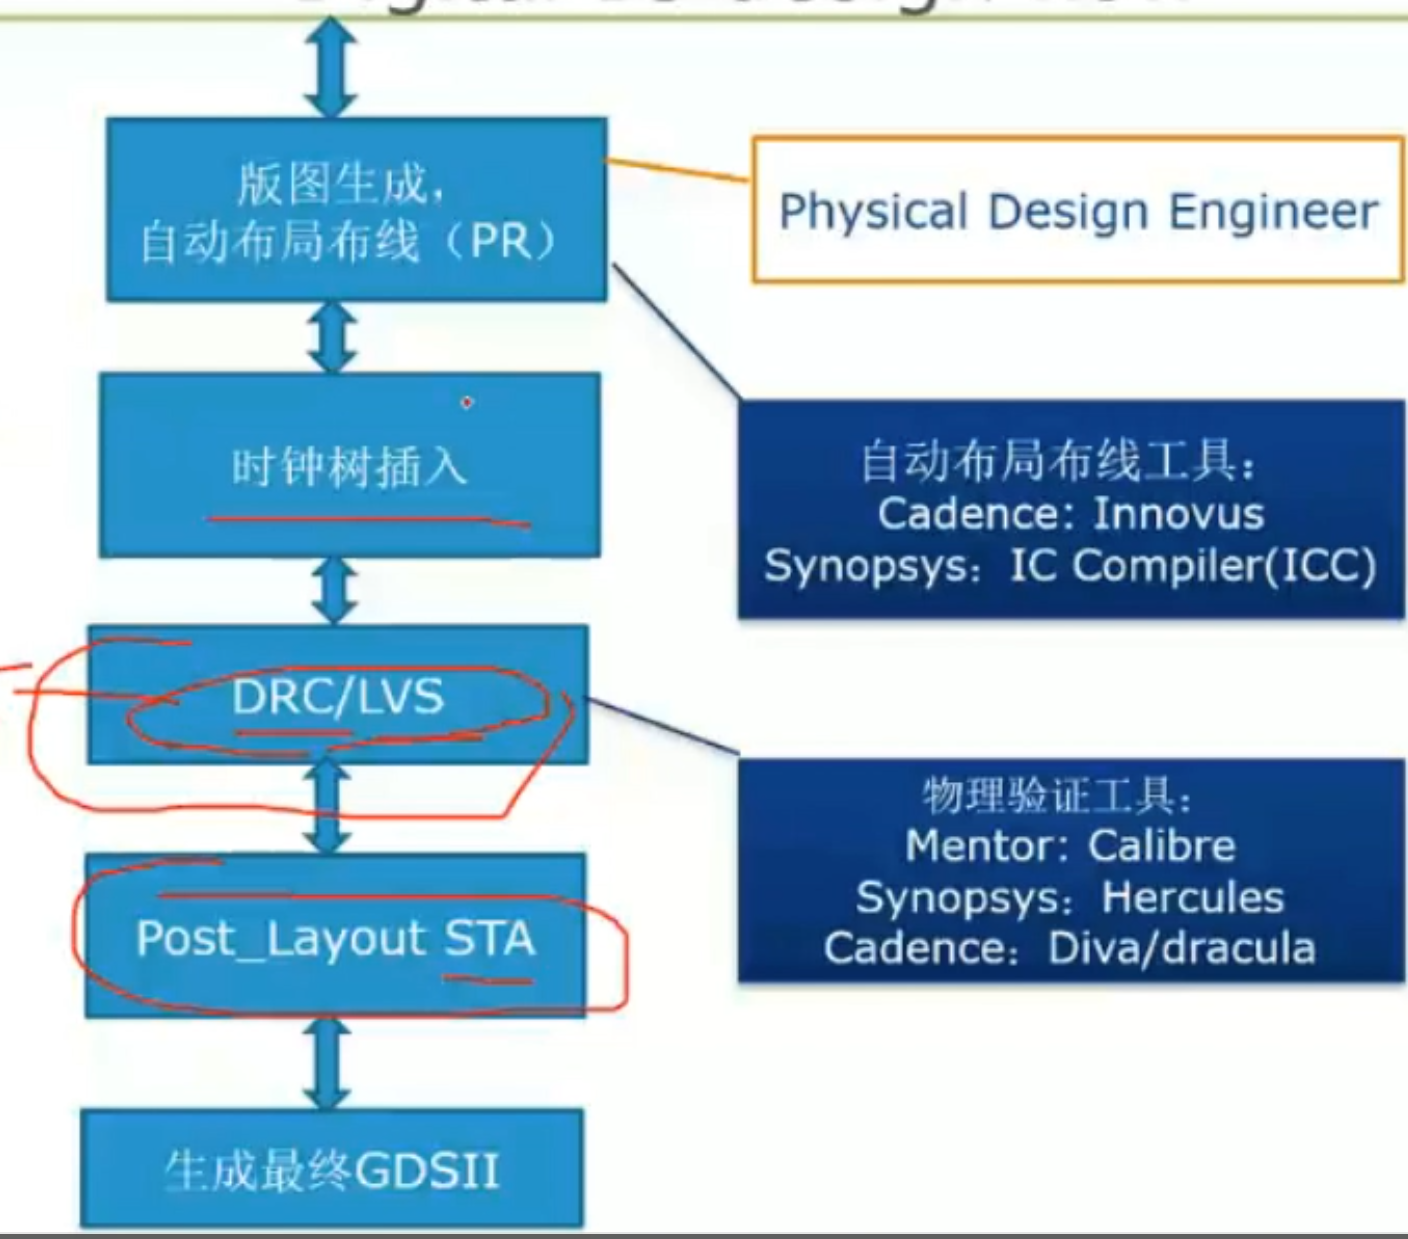 版图生成，
自动布局布线（PR）
Physical Design Engineer
时钟树插入
自动布局布线工具：
Cadence: Innovus
Synopsys：IC Compiler(ICC)
DRC/LVS
物理验证工具：
Mentor: Calibre
Synopsys：Hercules
Cadence：Diva/dracula
Post_Layout STA
生成最终GDSII